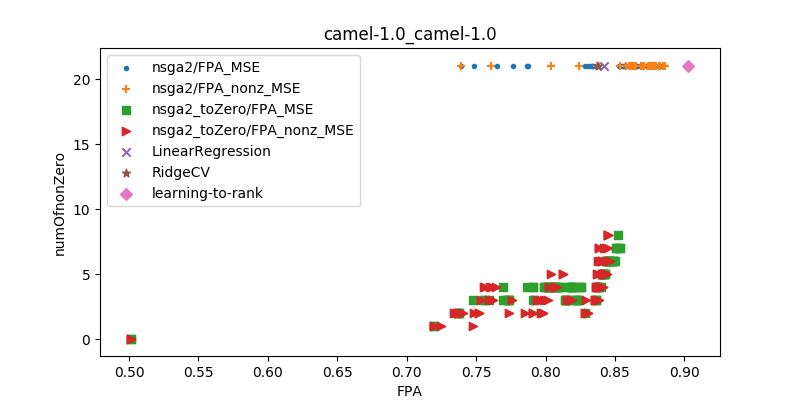 camel-1.0_camel-1.0
nsga2/FPA_MSE
nsga2/FPA_nonz_MSE
nsga2_toZero/FPA_MSE
nsga2_toZero/FPA_nonz_MSE
LinearRegression
RidgeCV
learning-to-rank
numOfnonZero
20
15
10
5
0
0.50 0.55 0.60 0.65 0.70 0.75 0.80 0.85 0.90
FPA